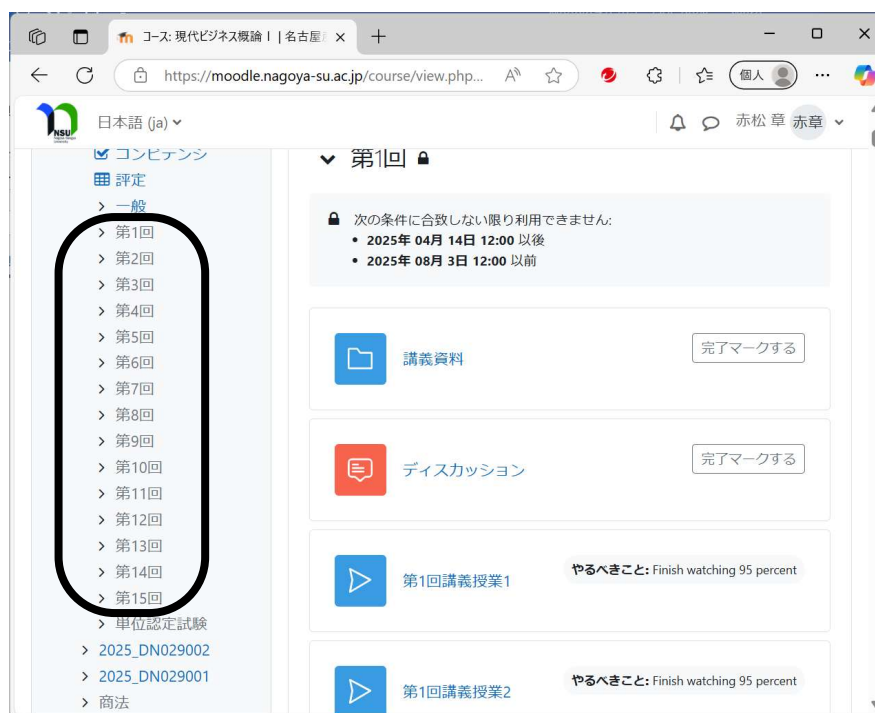 コース: 現代ビジネス概論Ⅰ | 名古屋
https://moodle.nagoya-su.ac.jp/course/view.php...
個人
NSU
日本語 (ja)
赤松 章 赤章
コンピテンシ
評定
一般
第1回
第2回
第3回
第4回
第5回
第6回
第7回
第8回
第9回
第10回
第11回
第12回
第13回
第14回
第15回
単位認定試験
2025_DN029002
2025_DN029001
商法
第1回
次の条件に合致しない限り利用できません:
• 2025年 04月 14日 12:00 以後
• 2025年 08月 3日 12:00 以前
講義資料
完了マークする
ディスカッション
完了マークする
第1回講義授業1
やるべきこと: Finish watching 95 percent
第1回講義授業2
やるべきこと: Finish watching 95 percent